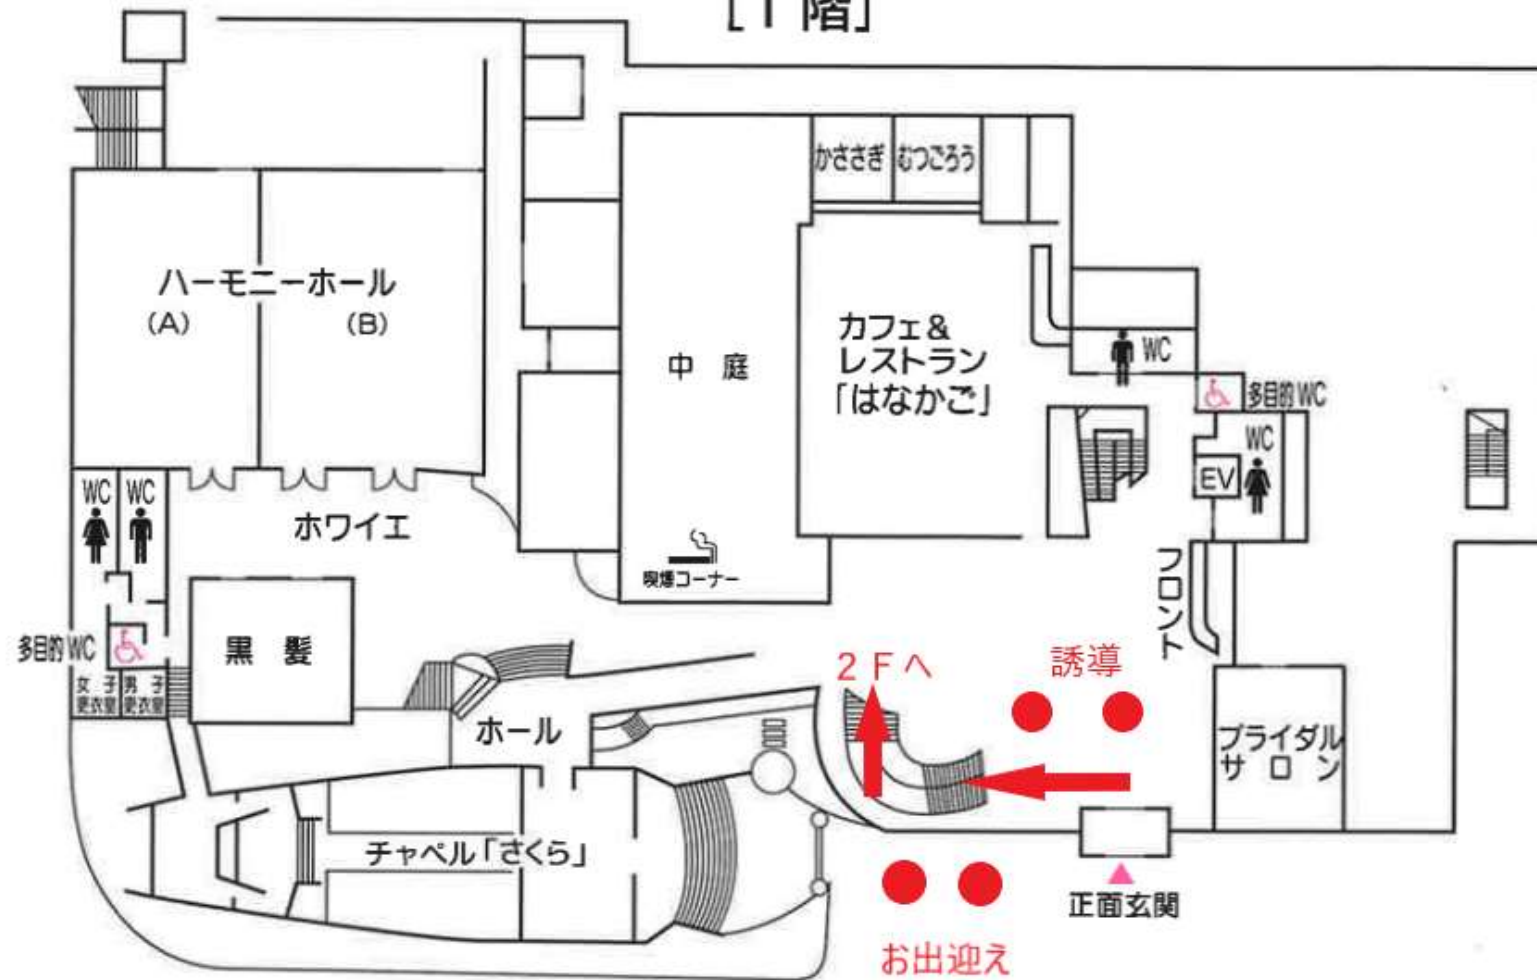 [1階]
かささぎ
むつごろう
ハーモニーホール
(A)
(B)
カフェ&
レストラン
「はなかご」
中 庭
WC
多目的 WC
WC
EV
WC
WC
ホワイエ
喫煙コーナー
フロント
黒 髪
多目的 WC
女 子
更衣室
男 子
更衣室
2Fへ
誘導
ホール
ブライダル
サロン
チャペル「さくら」
正面玄関
お出迎え